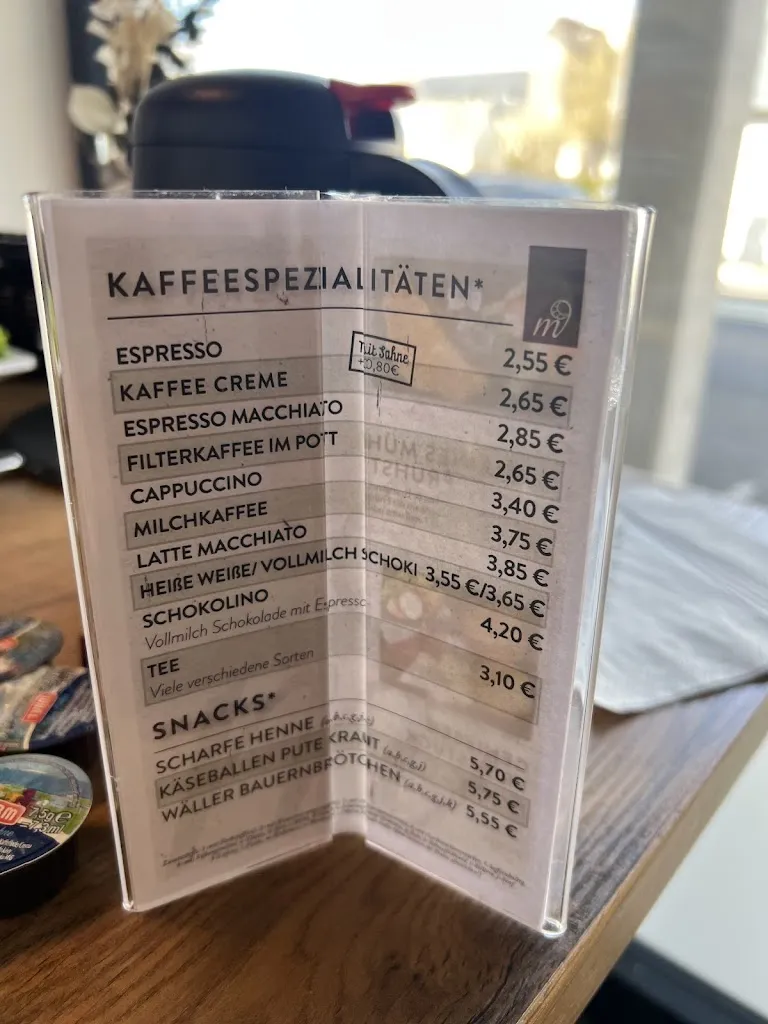 KAFFEESPEZIALITÄTEN*
m
ESPRESSO 2,55 €
Mit Sahne
+0,80€
KAFFEE CREME 2,65 €
ESPRESSO MACCHIATO 2,85 €
FILTERKAFFEE IM POTT 2,65 €
CAPPUCCINO 3,40 €
MILCHKAFFEE 3,75 €
LATTE MACCHIATO 3,85 €
HEIßE WEIßE/ VOLLMILCH SCHOKI 3,55 €/3,65 €
SCHOKOLINO 4,20 €
Vollmilch Schokolade mit Espresso
TEE 3,10 €
Viele verschiedene Sorten
SNACKS*
SCHARFE HENNE 5,70 €
KÄSEBALLEN PUTE KRAUT 5,75 €
WÄLLER BAUERNBRÖTCHEN 5,55 €
7,5g e